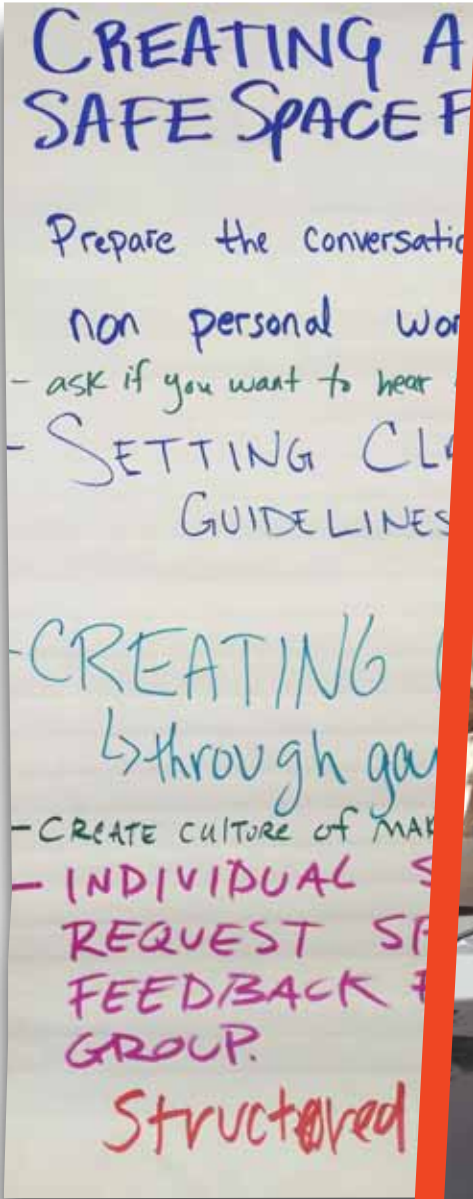 CREATING A
SAFE SPACE F
Prepare the conversatio
non personal wor
- ask if you want to hear
- SETTING CL
GUIDELINES
- CREATING
↳ through ga
- CREATE CULTURE of MAK
- INDIVIDUAL S
REQUEST SP
FEEDBACK F
GROUP.
Structured